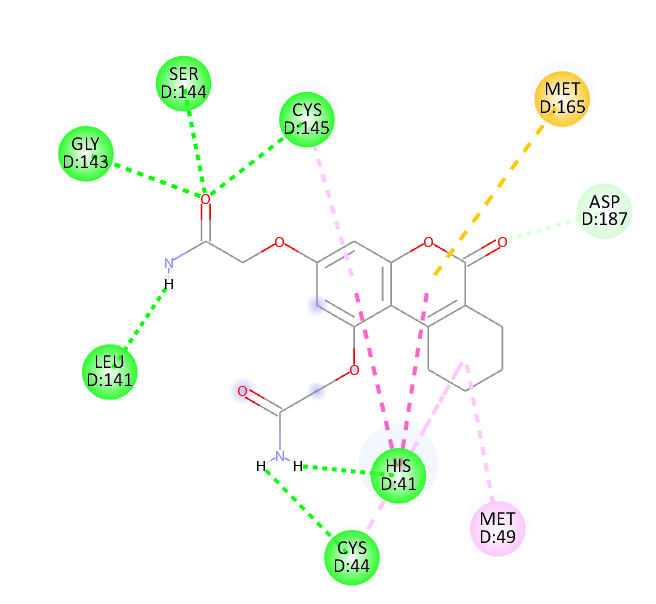 SER
D:144
CYS
D:145
MET
D:165
GLY
D:143
ASP
D:187
O
O
O
O
O
N
H
LEU
D:141
O
O
N
H
H
HIS
D:41
MET
D:49
CYS
D:44